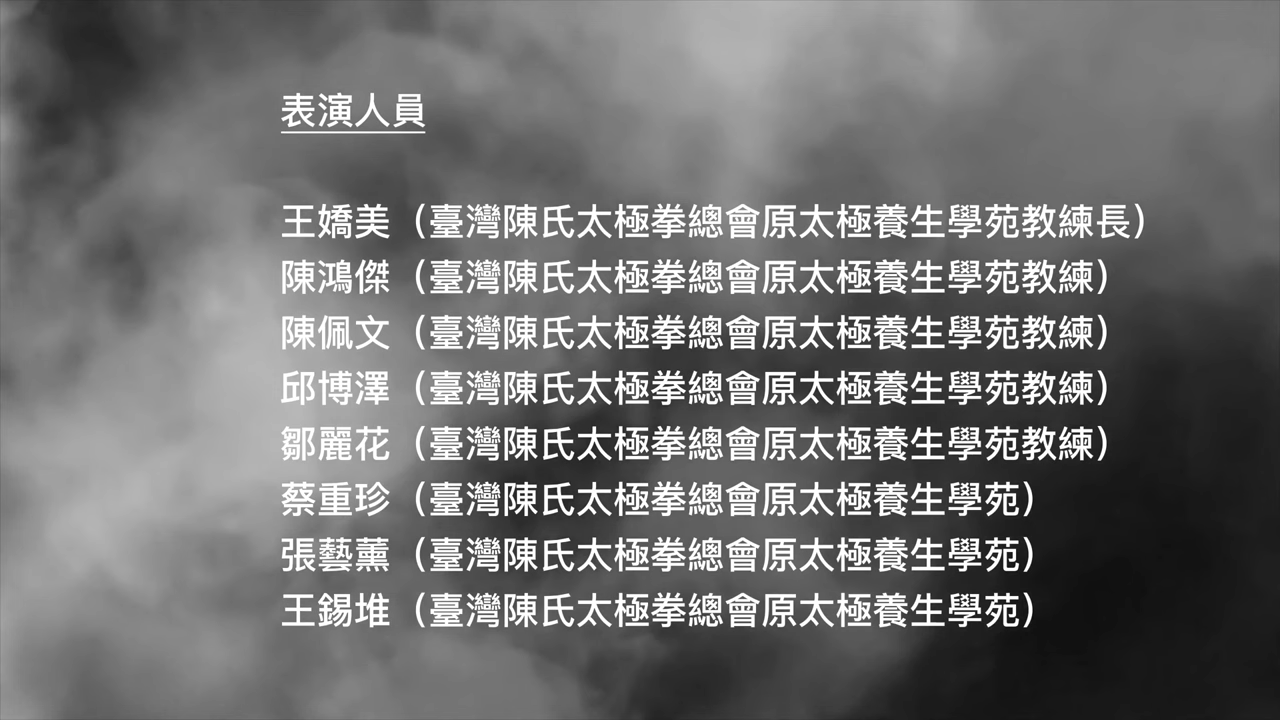 表演人員
王嬌美（臺灣陳氏太極拳總會原太極養生學苑教練長）
陳鴻傑（臺灣陳氏太極拳總會原太極養生學苑教練）
陳佩文（臺灣陳氏太極拳總會原太極養生學苑教練）
邱博澤（臺灣陳氏太極拳總會原太極養生學苑教練）
鄒麗花（臺灣陳氏太極拳總會原太極養生學苑教練）
蔡重珍（臺灣陳氏太極拳總會原太極養生學苑）
張藝薰（臺灣陳氏太極拳總會原太極養生學苑）
王錫堆（臺灣陳氏太極拳總會原太極養生學苑）